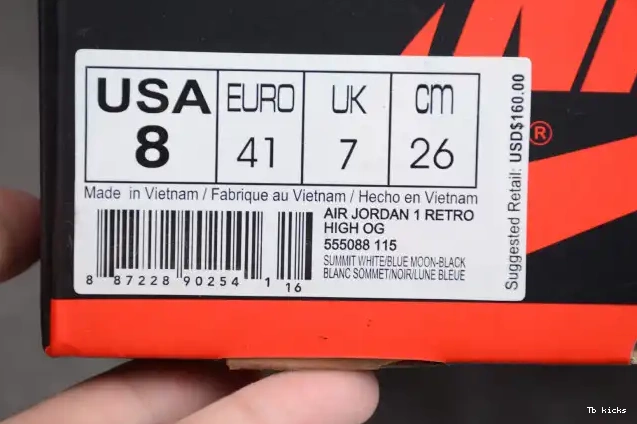 USA EURO UK cm
8 41 7 26
Made in Vietnam / Fabrique au Vietnam / Hecho en Vietnam
AIR JORDAN 1 RETRO
HIGH OG
555088 115
SUMMIT WHITE/BLUE MOON-BLACK
BLANC SOMMET/NOIR/LUNE BLEUE
8 87228 90254 1 16
Suggested Retail: USD$160.00
®
Tb kicks